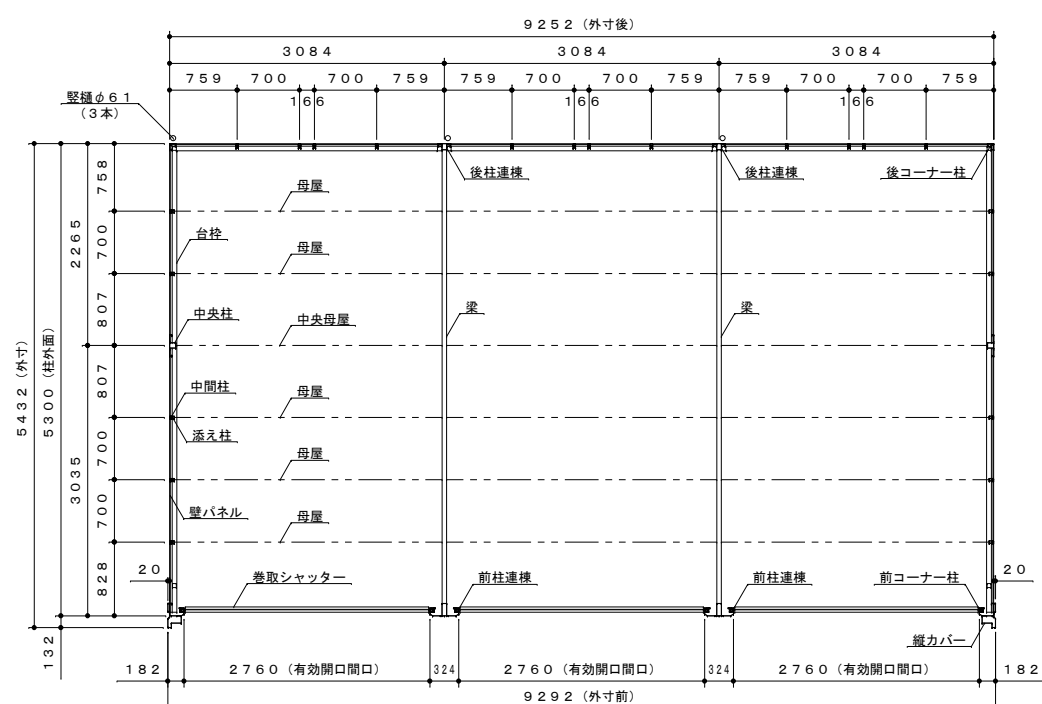 ９２５２（外寸後）
３０８４ ３０８４ ３０８４
７５９ ７００ ７００ ７５９ ７５９ ７００ ７００ ７５９ ７５９ ７００ ７００ ７５９
１６６ １６６ １６６
竪樋φ６１
（３本）
後柱連棟 後柱連棟 後コーナー柱
７５８
母屋
台枠
７００
２２６５
母屋
８０７
中央柱 中央母屋 梁 梁
５４３２（外寸）
５３００（柱外面）
８０７
中間柱 母屋
添え柱
７００
母屋
３０３５
壁パネル
７００
母屋
８２８
２０ 巻取シャッター 前柱連棟 前柱連棟 前コーナー柱 ２０
縦カバー
１３２
１８２ ２７６０（有効開口間口） ３２４ ２７６０（有効開口間口） ３２４ ２７６０（有効開口間口） １８２
９２９２（外寸前）